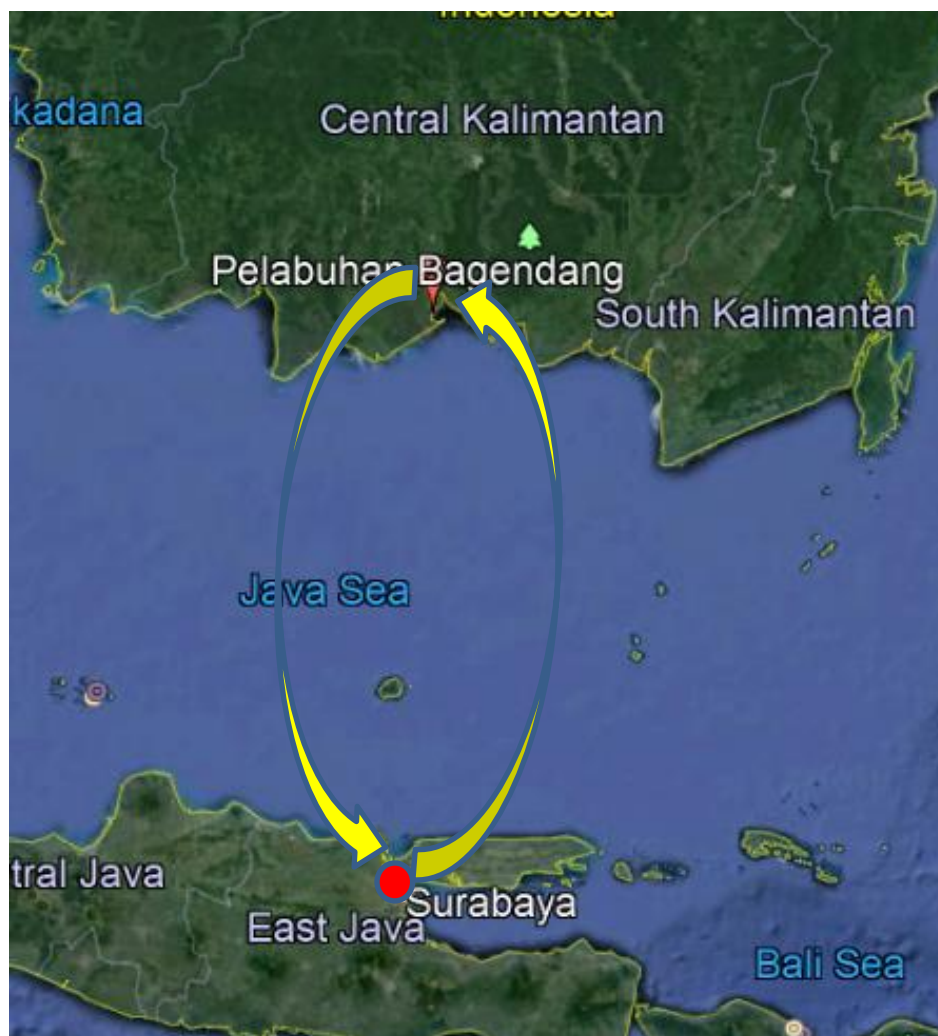 Indonesia
kadana
Central Kalimantan
Pelabuhan Bagendang
South Kalimantan
Java Sea
tral Java
Surabaya
East Java
Bali Sea